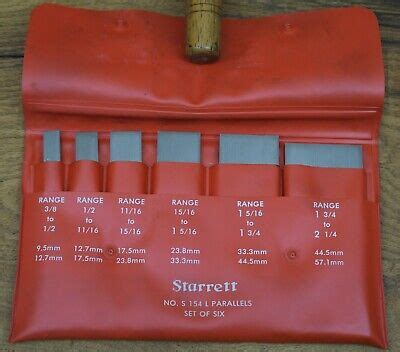 RANGE RANGE RANGE RANGE RANGE RANGE
3/8 1/2 11/16 15/16 1 5/16 1 3/4
to to to to to to
1/2 11/16 15/16 1 5/16 1 3/4 2 1/4
9.5mm 12.7mm 17.5mm 23.8mm 33.3mm 44.5mm
12.7mm 17.5mm 23.8mm 33.3mm 44.5mm 57.1mm
Starrett
NO. S 154 L PARALLELS
SET OF SIX